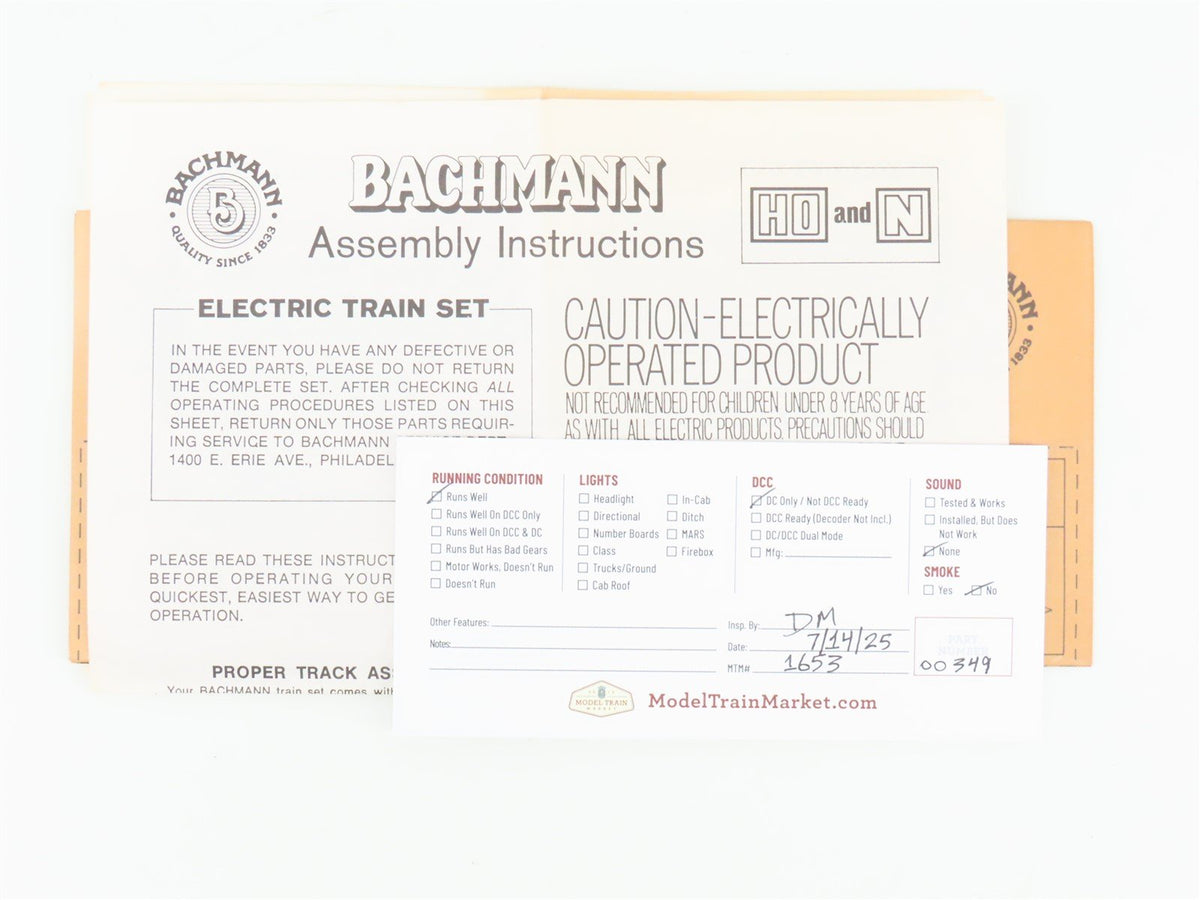 BACHMANN
B
QUALITY SINCE 1833
BACHMANN
Assembly Instructions
HO and N
ELECTRIC TRAIN SET
IN THE EVENT YOU HAVE ANY DEFECTIVE OR
DAMAGED PARTS, PLEASE DO NOT RETURN
THE COMPLETE SET. AFTER CHECKING ALL
OPERATING PROCEDURES LISTED ON THIS
SHEET, RETURN ONLY THOSE PARTS REQUIR-
ING SERVICE TO BACHMANN
1400 E. ERIE AVE., PHILADEL
PLEASE READ THESE INSTRUCT
BEFORE OPERATING YOUR
QUICKEST, EASIEST WAY TO GE
OPERATION.
PROPER TRACK AS
Your BACHMANN train set comes with
CAUTION-ELECTRICALLY
OPERATED PRODUCT
NOT RECOMMENDED FOR CHILDREN UNDER 8 YEARS OF AGE.
AS WITH ALL ELECTRIC PRODUCTS, PRECAUTIONS SHOULD
ANN
1833
RUNNING CONDITION
Runs Well
Runs Well On DCC Only
Runs Well On DCC & DC
Runs But Has Bad Gears
Motor Works, Doesn't Run
Doesn't Run
LIGHTS
Headlight
Directional
Number Boards
Class
Trucks/Ground
Cab Roof
In-Cab
Ditch
MARS
Firebox
DCC
DC Only / Not DCC Ready
DCC Ready (Decoder Not Incl.)
DC/DCC Dual Mode
Mfg:
SOUND
Tested & Works
Installed, But Does
Not Work
None
SMOKE
Yes No
Other Features:
Notes:
Insp. By: DM
Date: 7/14/25
MTM# 1653
PART
NUMBER
00349
MODEL TRAIN
MARKET
ModelTrainMarket.com